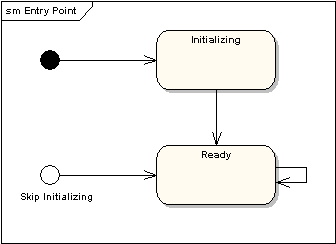 sm Entry Point
Initializing
Ready
Skip Initializing